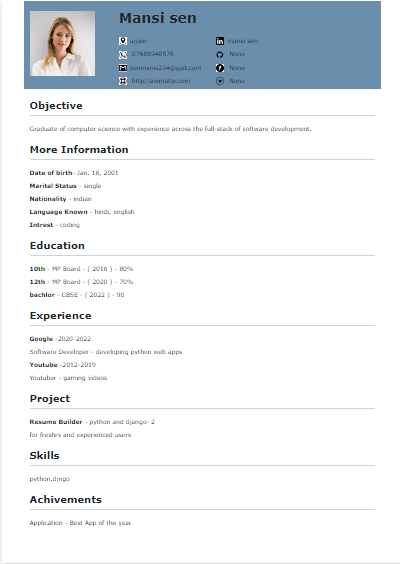 Mansi sen
ujjain
mansi sen
07685948576
None
senmansi234@gail.com
None
http//animator.com
None
Objective
Graduate of computer science with experience across the full-stack of software development.
More Information
Date of birth- Jan. 18, 2001
Marital Status - single
Nationality - indian
Language Known - hindi, english
Intrest - coding
Education
10th - MP Board - ( 2018 ) - 80%
12th - MP Board - ( 2020 ) - 70%
bachlor - CBSE - ( 2022 ) - 90
Experience
Google -2020-2022
Software Developer - developing python web apps
Youtube -2012-2019
Youtuber - gaming videos
Project
Resume Builder - python and django- 2
for freshrs and experienced users
Skills
python,djngo
Achivements
Application - Best App of the year